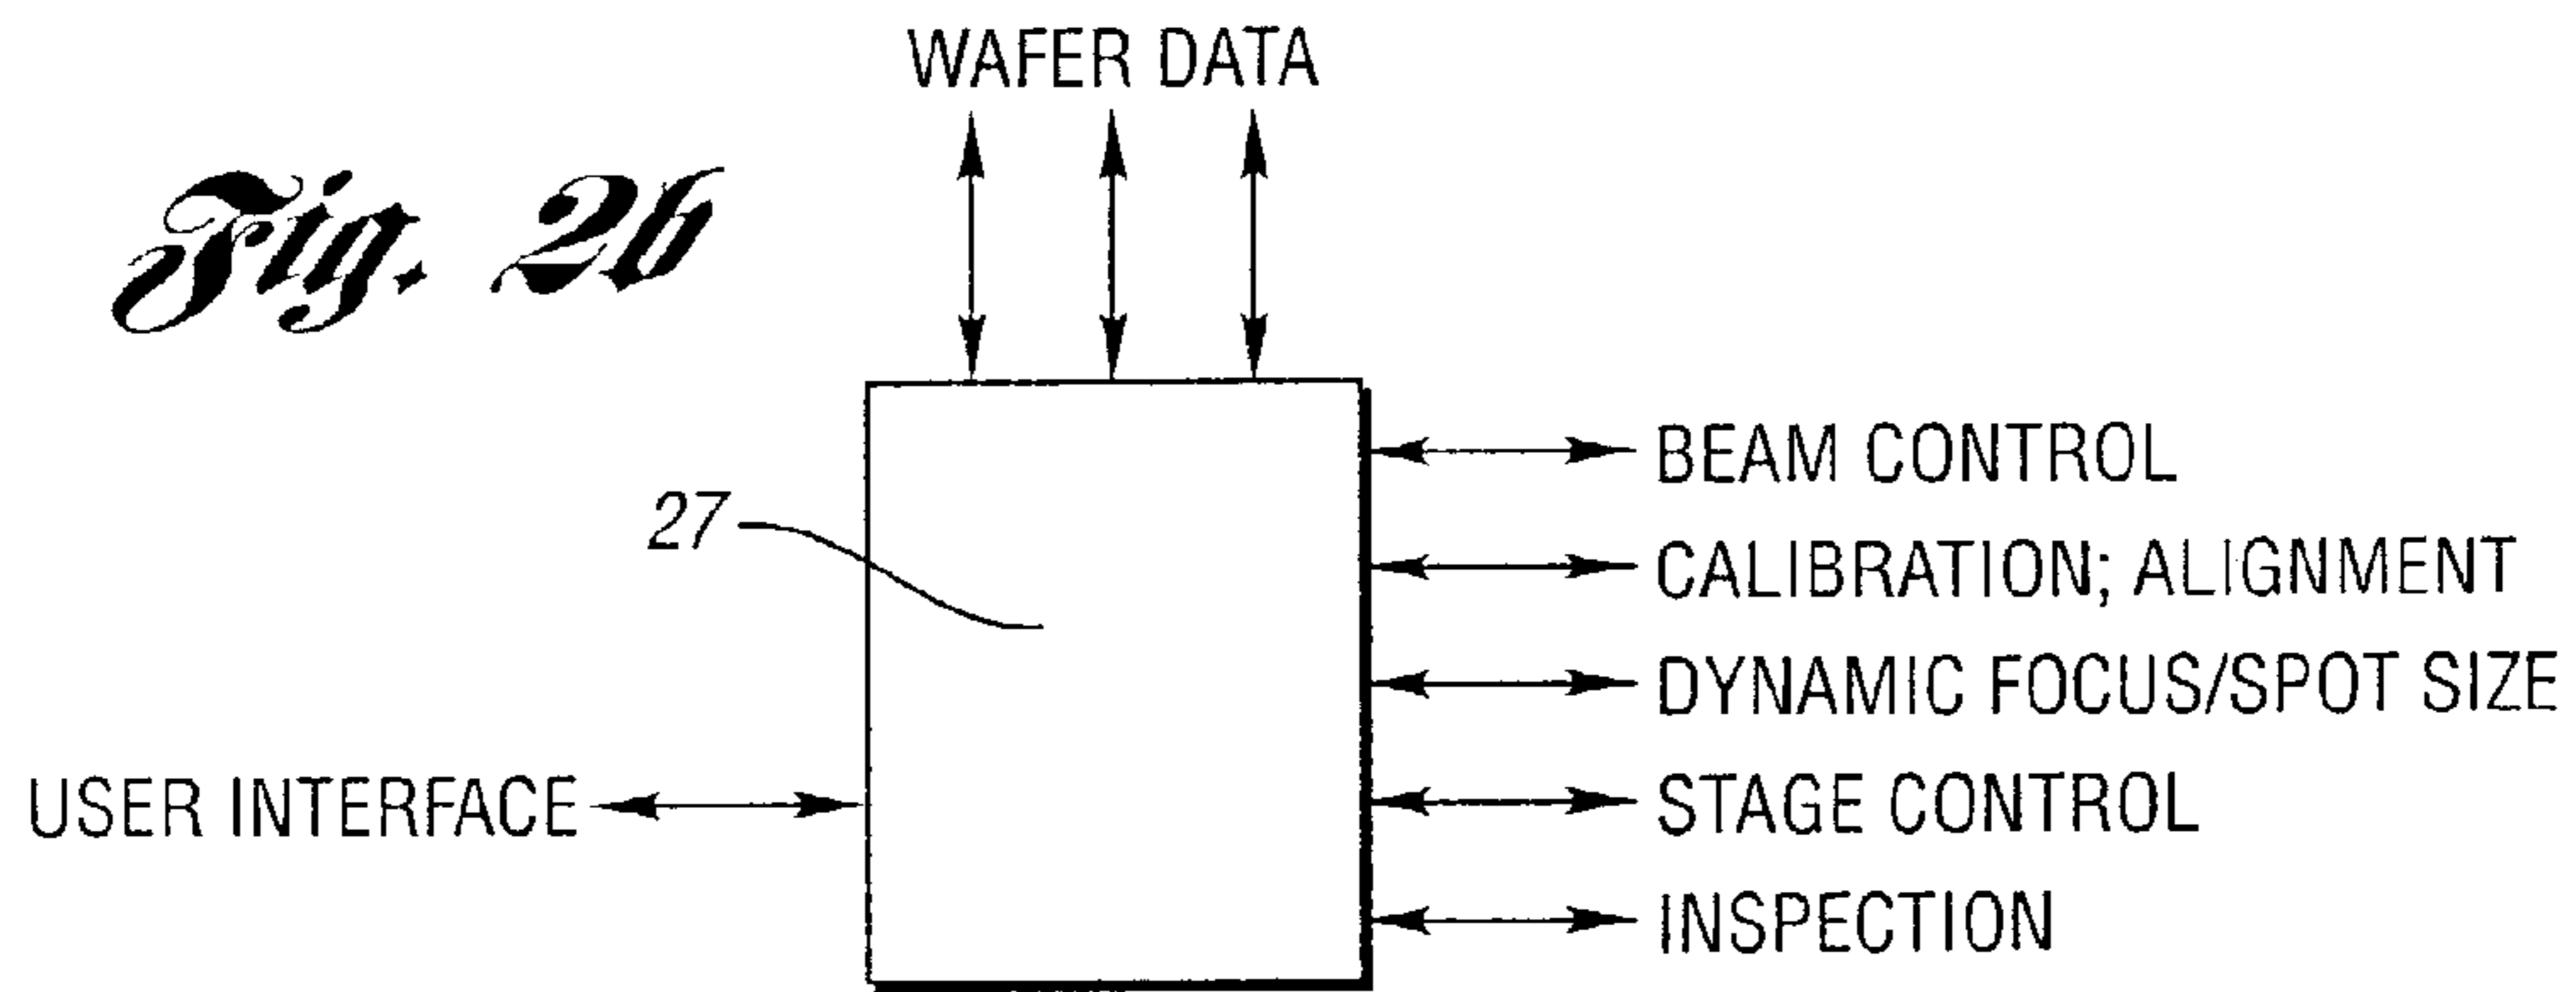 WAFER DATA
Fig. 2b
BEAM CONTROL
27
CALIBRATION; ALIGNMENT
DYNAMIC FOCUS/SPOT SIZE
USER INTERFACE
STAGE CONTROL
INSPECTION